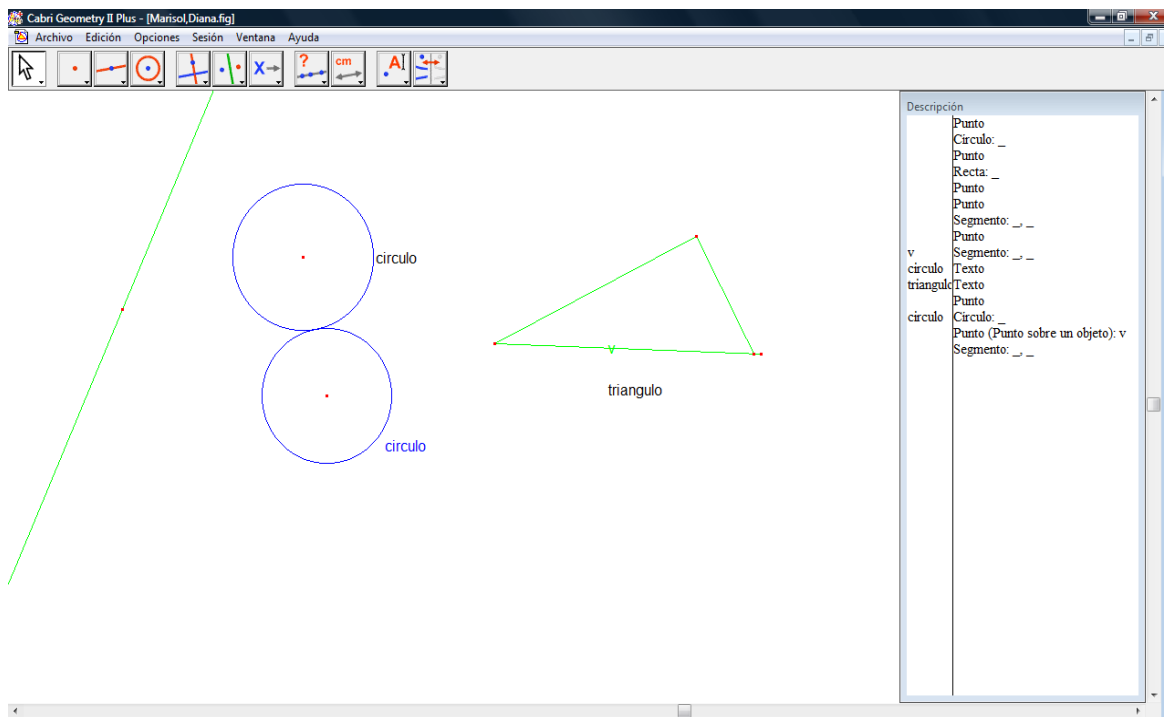 Cabri Geometry II Plus - [Marisol,Diana.fig]
Archivo Edición Opciones Sesión Ventana Ayuda
X ? cm A
Descripción
Punto
Círculo: _
Punto
Recta: _
Punto
Punto
Segmento: _, _
Punto
v Segmento: _, _
circulo Texto
triangulo Texto
Punto
circulo Círculo: _
Punto (Punto sobre un objeto): v
Segmento: _, _
circulo
v
triangulo
circulo